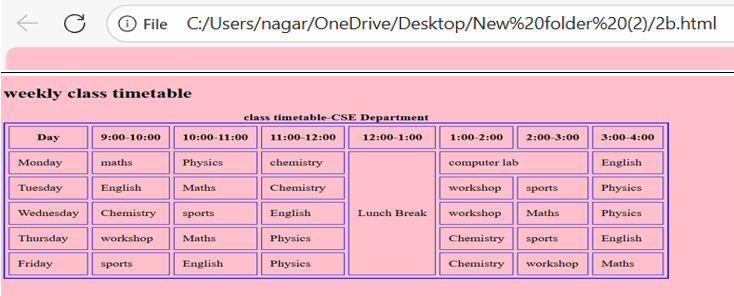 File C:/Users/nagar/OneDrive/Desktop/New%20folder%20(2)/2b.html
weekly class timetable
class timetable-CSE Department
Day 9:00-10:00 10:00-11:00 11:00-12:00 12:00-1:00 1:00-2:00 2:00-3:00 3:00-4:00
Monday maths Physics chemistry computer lab English
Tuesday English Maths Chemistry workshop sports Physics
Wednesday Chemistry sports English Lunch Break workshop Maths Physics
Thursday workshop Maths Physics Chemistry sports English
Friday sports English Physics Chemistry workshop Maths